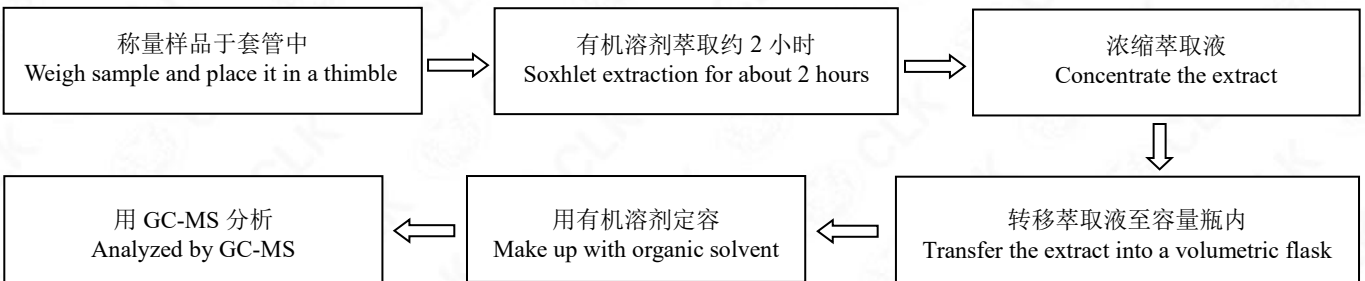 称量样品于套管中
Weigh sample and place it in a thimble
有机溶剂萃取约 2 小时
Soxhlet extraction for about 2 hours
浓缩萃取液
Concentrate the extract
转移萃取液至容量瓶内
Transfer the extract into a volumetric flask
用有机溶剂定容
Make up with organic solvent
用 GC-MS 分析
Analyzed by GC-MS